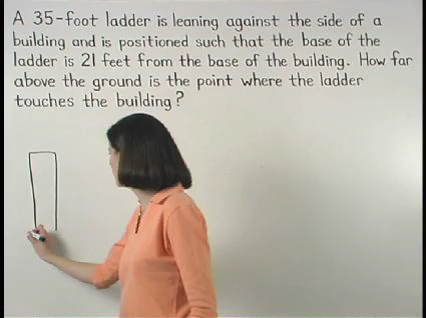 A 35-foot ladder is leaning against the side of a
building and is positioned such that the base of the
ladder is 21 feet from the base of the building. How far
above the ground is the point where the ladder
touches the building?